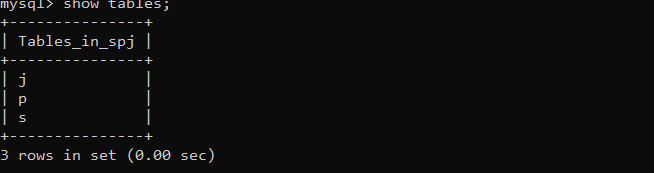 mysql> show tables;
+---------------+
| Tables_in_spj |
+---------------+
| j             |
| p             |
| s             |
+---------------+
3 rows in set (0.00 sec)